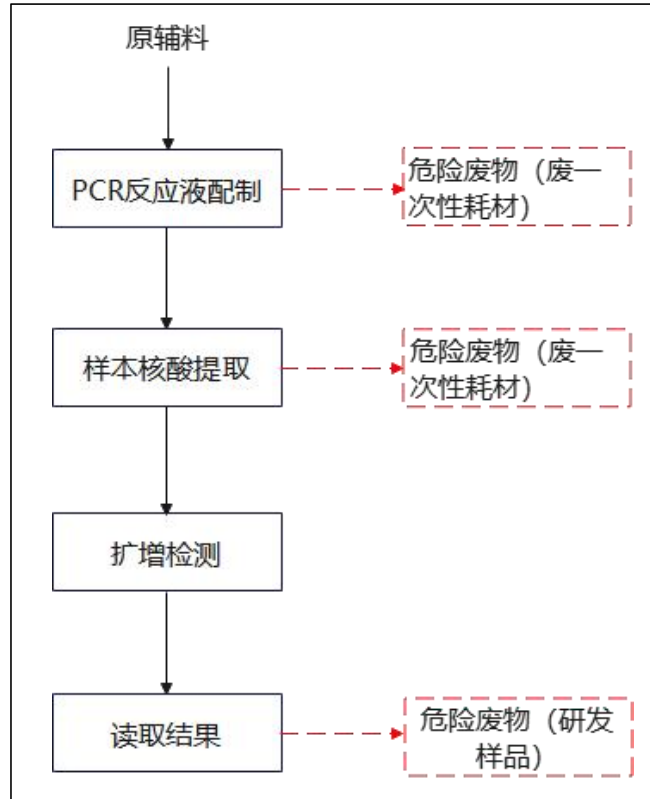 原辅料
PCR反应液配制
危险废物（废一
次性耗材）
样本核酸提取
危险废物（废一
次性耗材）
扩增检测
读取结果
危险废物（研发
样品）